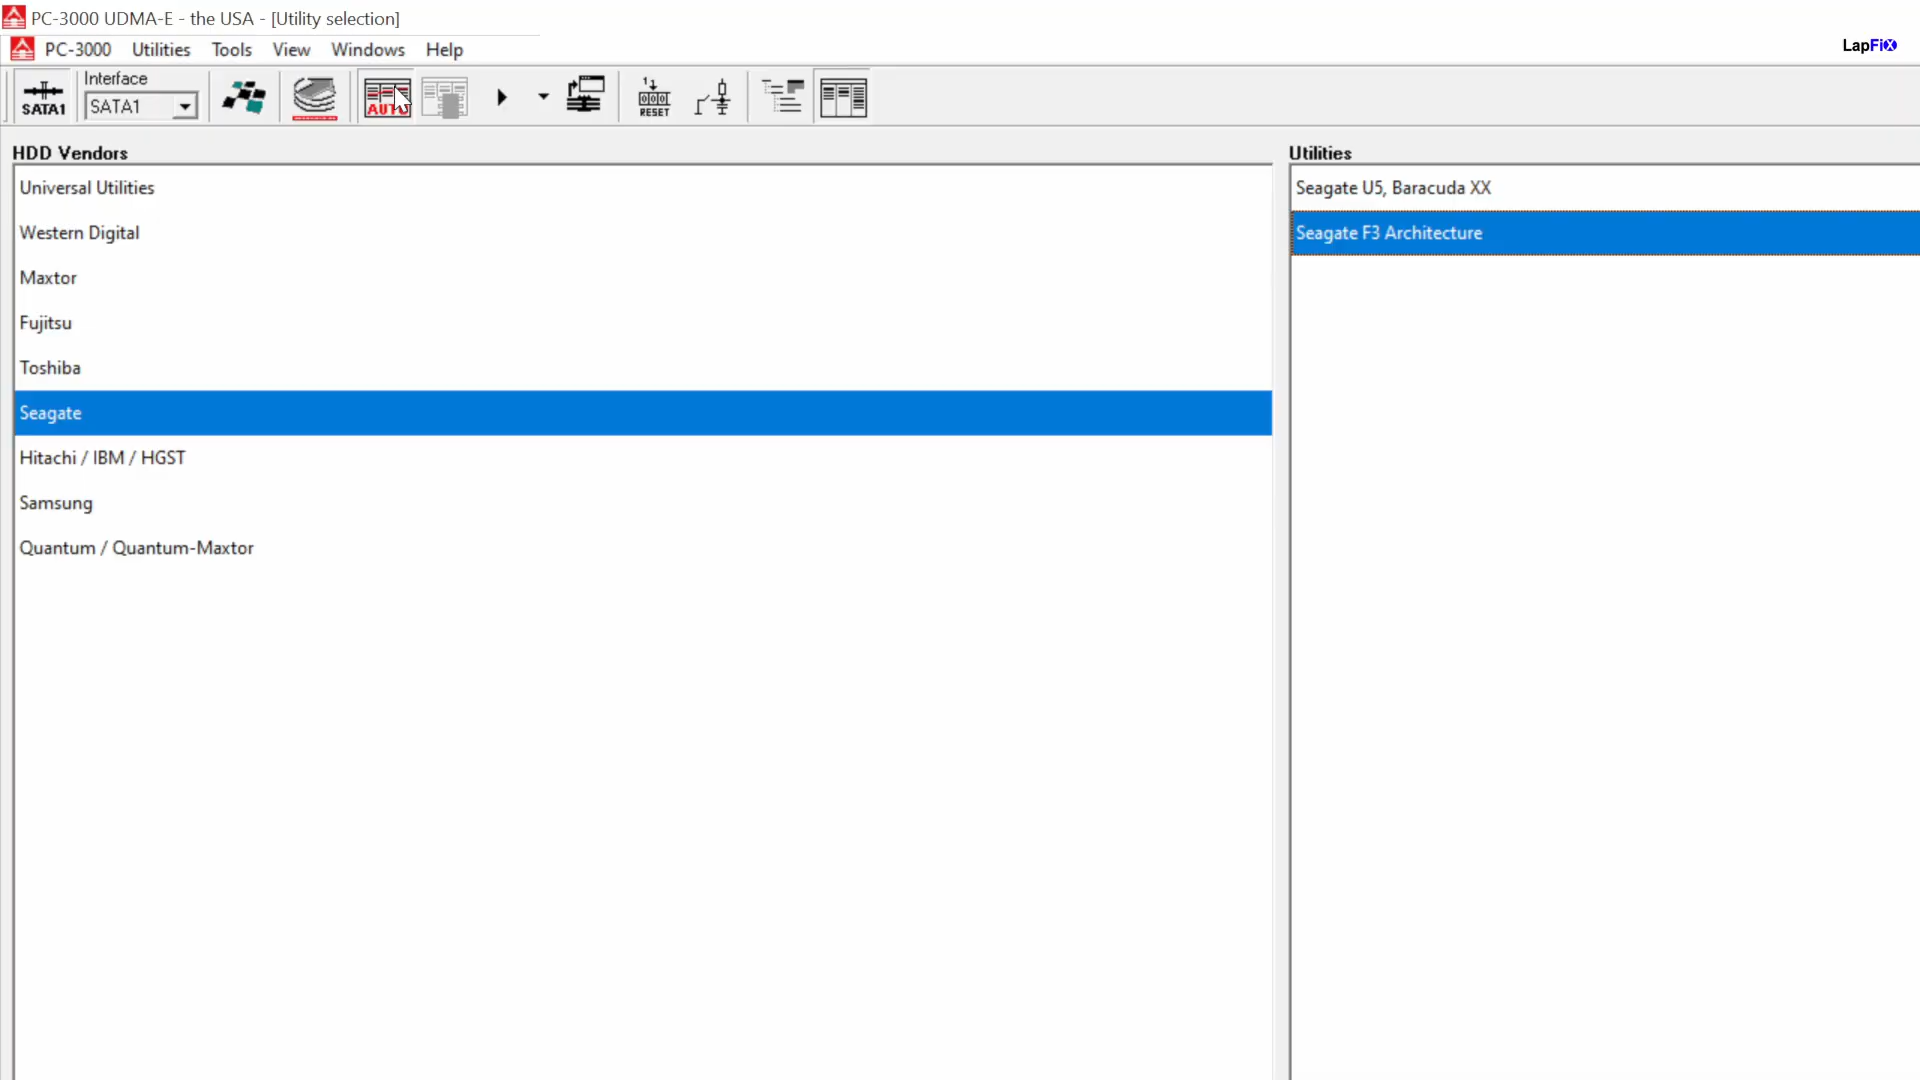 PC-3000 UDMA-E - the USA - [Utility selection]
PC-3000 Utilities Tools View Windows Help
LapFiX
SATA1
Interface
SATA1
AUTO
RESET
HDD Vendors
Universal Utilities
Western Digital
Maxtor
Fujitsu
Toshiba
Seagate
Hitachi / IBM / HGST
Samsung
Quantum / Quantum-Maxtor
Utilities
Seagate U5, Baracuda XX
Seagate F3 Architecture